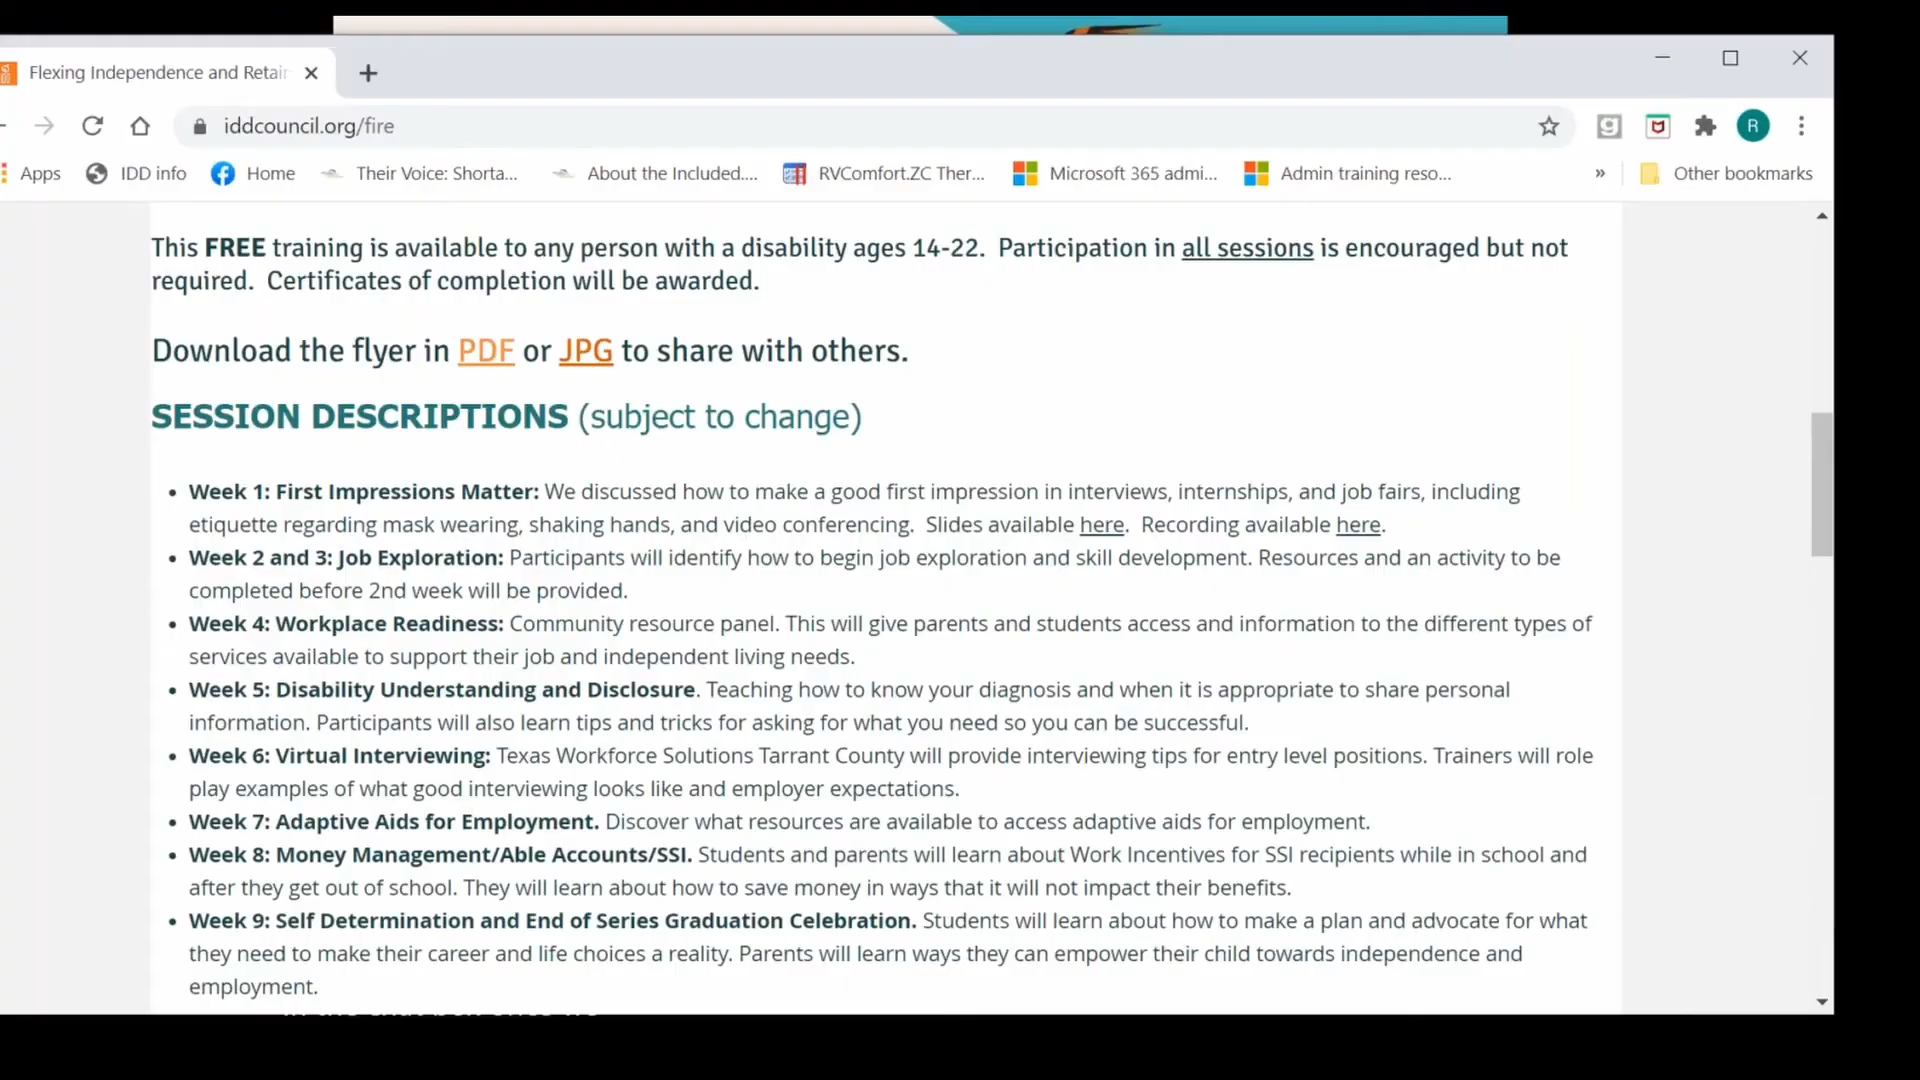 Flexing Independence and Retain
iddcouncil.org/fire
R
Apps IDD info Home Their Voice: Shorta... About the Included.... RVComfort.ZC Ther... Microsoft 365 admi... Admin training reso... » Other bookmarks
This FREE training is available to any person with a disability ages 14-22. Participation in all sessions is encouraged but not
required. Certificates of completion will be awarded.
Download the flyer in PDF or JPG to share with others.
SESSION DESCRIPTIONS (subject to change)
• Week 1: First Impressions Matter: We discussed how to make a good first impression in interviews, internships, and job fairs, including
etiquette regarding mask wearing, shaking hands, and video conferencing. Slides available here. Recording available here.
• Week 2 and 3: Job Exploration: Participants will identify how to begin job exploration and skill development. Resources and an activity to be
completed before 2nd week will be provided.
• Week 4: Workplace Readiness: Community resource panel. This will give parents and students access and information to the different types of
services available to support their job and independent living needs.
• Week 5: Disability Understanding and Disclosure. Teaching how to know your diagnosis and when it is appropriate to share personal
information. Participants will also learn tips and tricks for asking for what you need so you can be successful.
• Week 6: Virtual Interviewing: Texas Workforce Solutions Tarrant County will provide interviewing tips for entry level positions. Trainers will role
play examples of what good interviewing looks like and employer expectations.
• Week 7: Adaptive Aids for Employment. Discover what resources are available to access adaptive aids for employment.
• Week 8: Money Management/Able Accounts/SSI. Students and parents will learn about Work Incentives for SSI recipients while in school and
after they get out of school. They will learn about how to save money in ways that it will not impact their benefits.
• Week 9: Self Determination and End of Series Graduation Celebration. Students will learn about how to make a plan and advocate for what
they need to make their career and life choices a reality. Parents will learn ways they can empower their child towards independence and
employment.